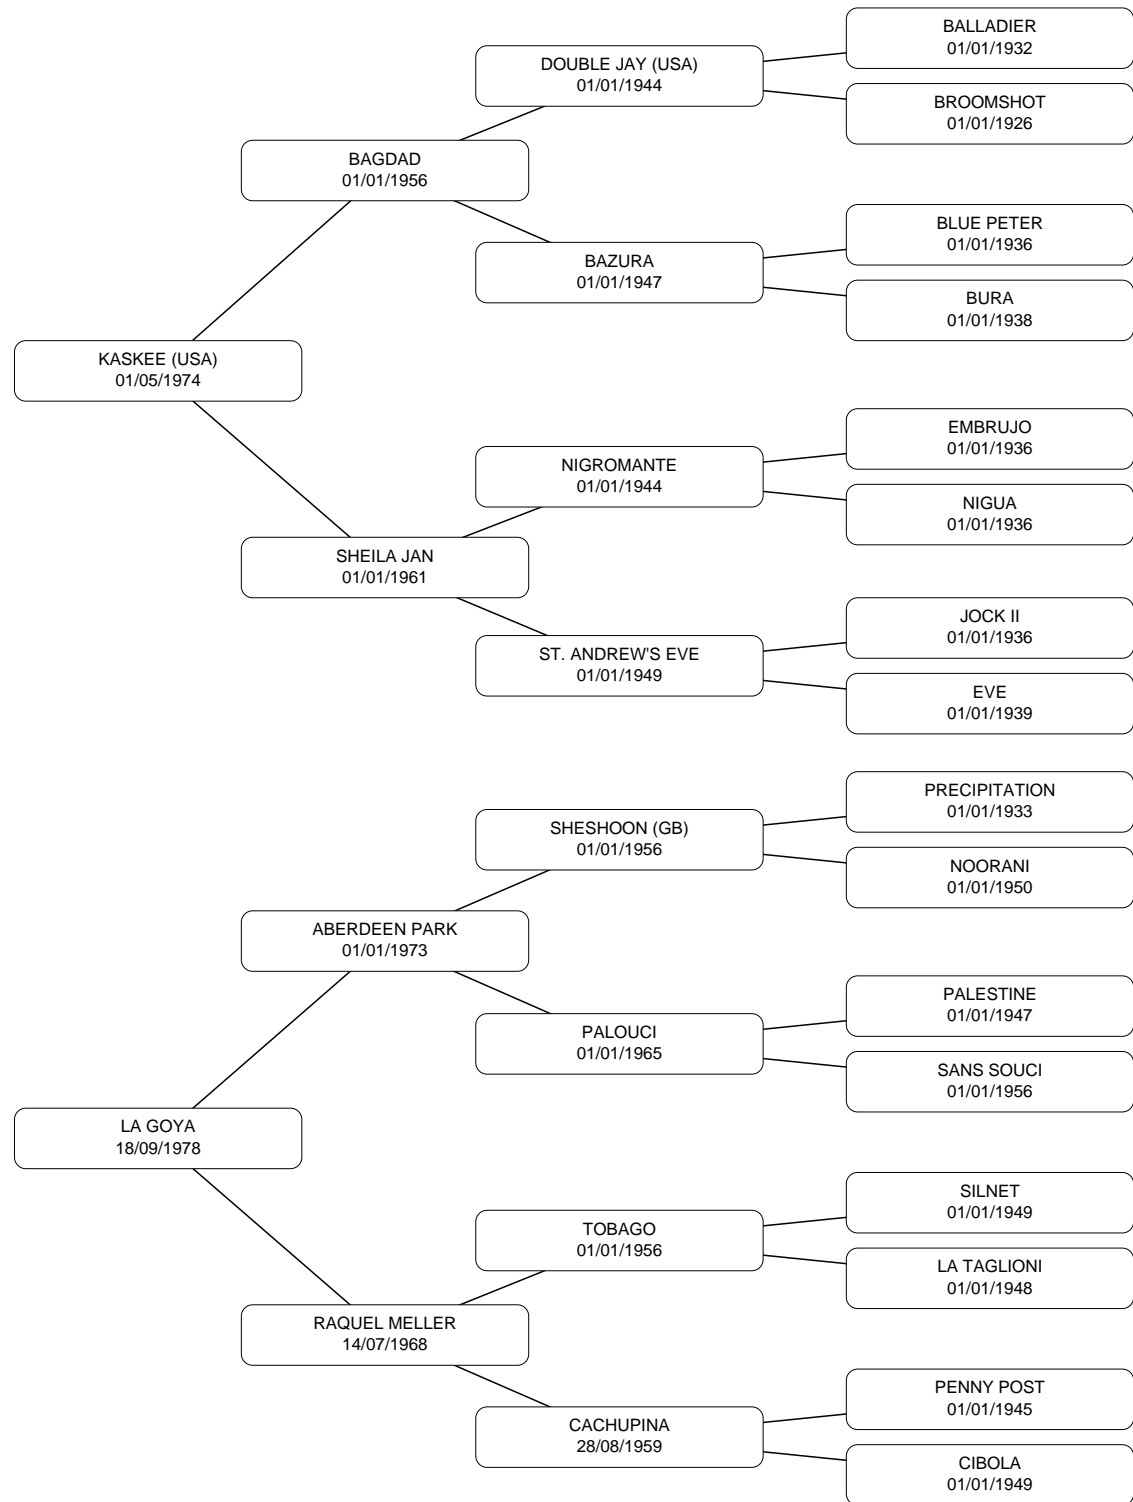 BALLADIER
01/01/1932
DOUBLE JAY (USA)
01/01/1944
BROOMSHOT
01/01/1926
BAGDAD
01/01/1956
BLUE PETER
01/01/1936
BAZURA
01/01/1947
BURA
01/01/1938
KASKEE (USA)
01/05/1974
EMBRUJO
01/01/1936
NIGROMANTE
01/01/1944
NIGUA
01/01/1936
SHEILA JAN
01/01/1961
JOCK II
01/01/1936
ST. ANDREW'S EVE
01/01/1949
EVE
01/01/1939
PRECIPITATION
01/01/1933
SHESHOON (GB)
01/01/1956
NOORANI
01/01/1950
ABERDEEN PARK
01/01/1973
PALESTINE
01/01/1947
PALOUCI
01/01/1965
SANS SOUCI
01/01/1956
LA GOYA
18/09/1978
SILNET
01/01/1949
TOBAGO
01/01/1956
LA TAGLIONI
01/01/1948
RAQUEL MELLER
14/07/1968
PENNY POST
01/01/1945
CACHUPINA
28/08/1959
CIBOLA
01/01/1949